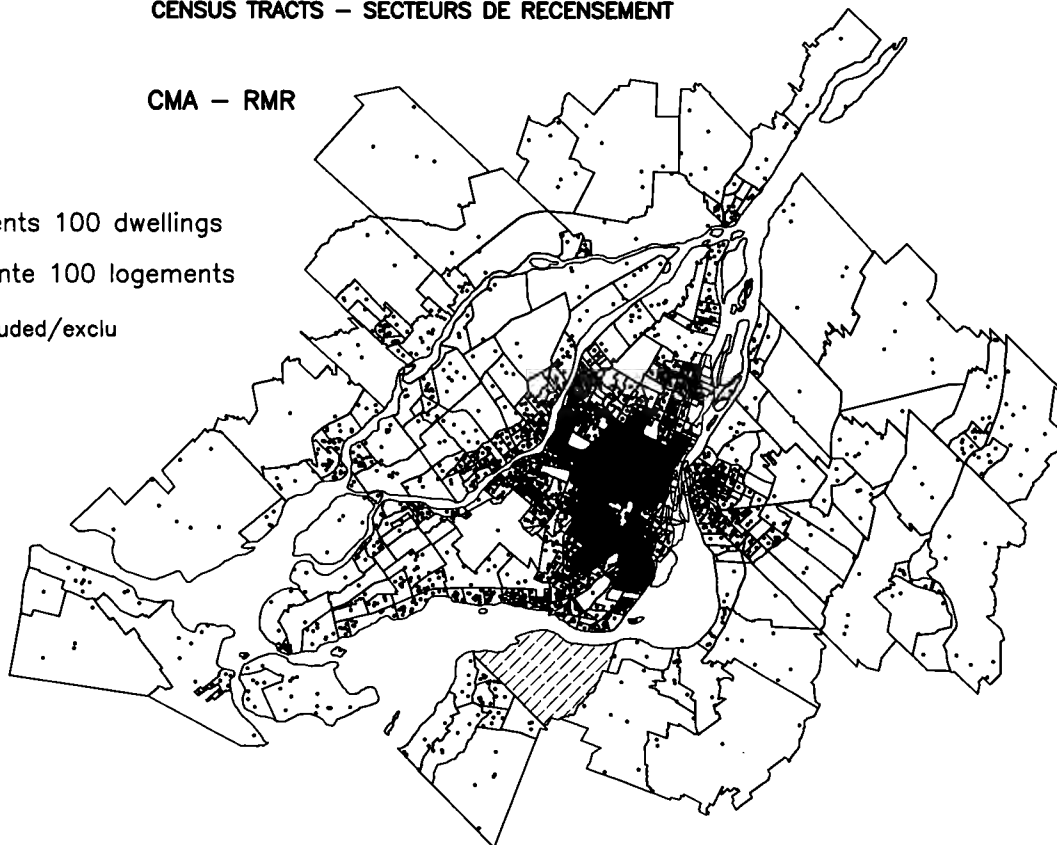 CENSUS TRACTS – SECTEURS DE RECENSEMENT
CMA – RMR
ents 100 dwellings
nte 100 logements
uded/exclu